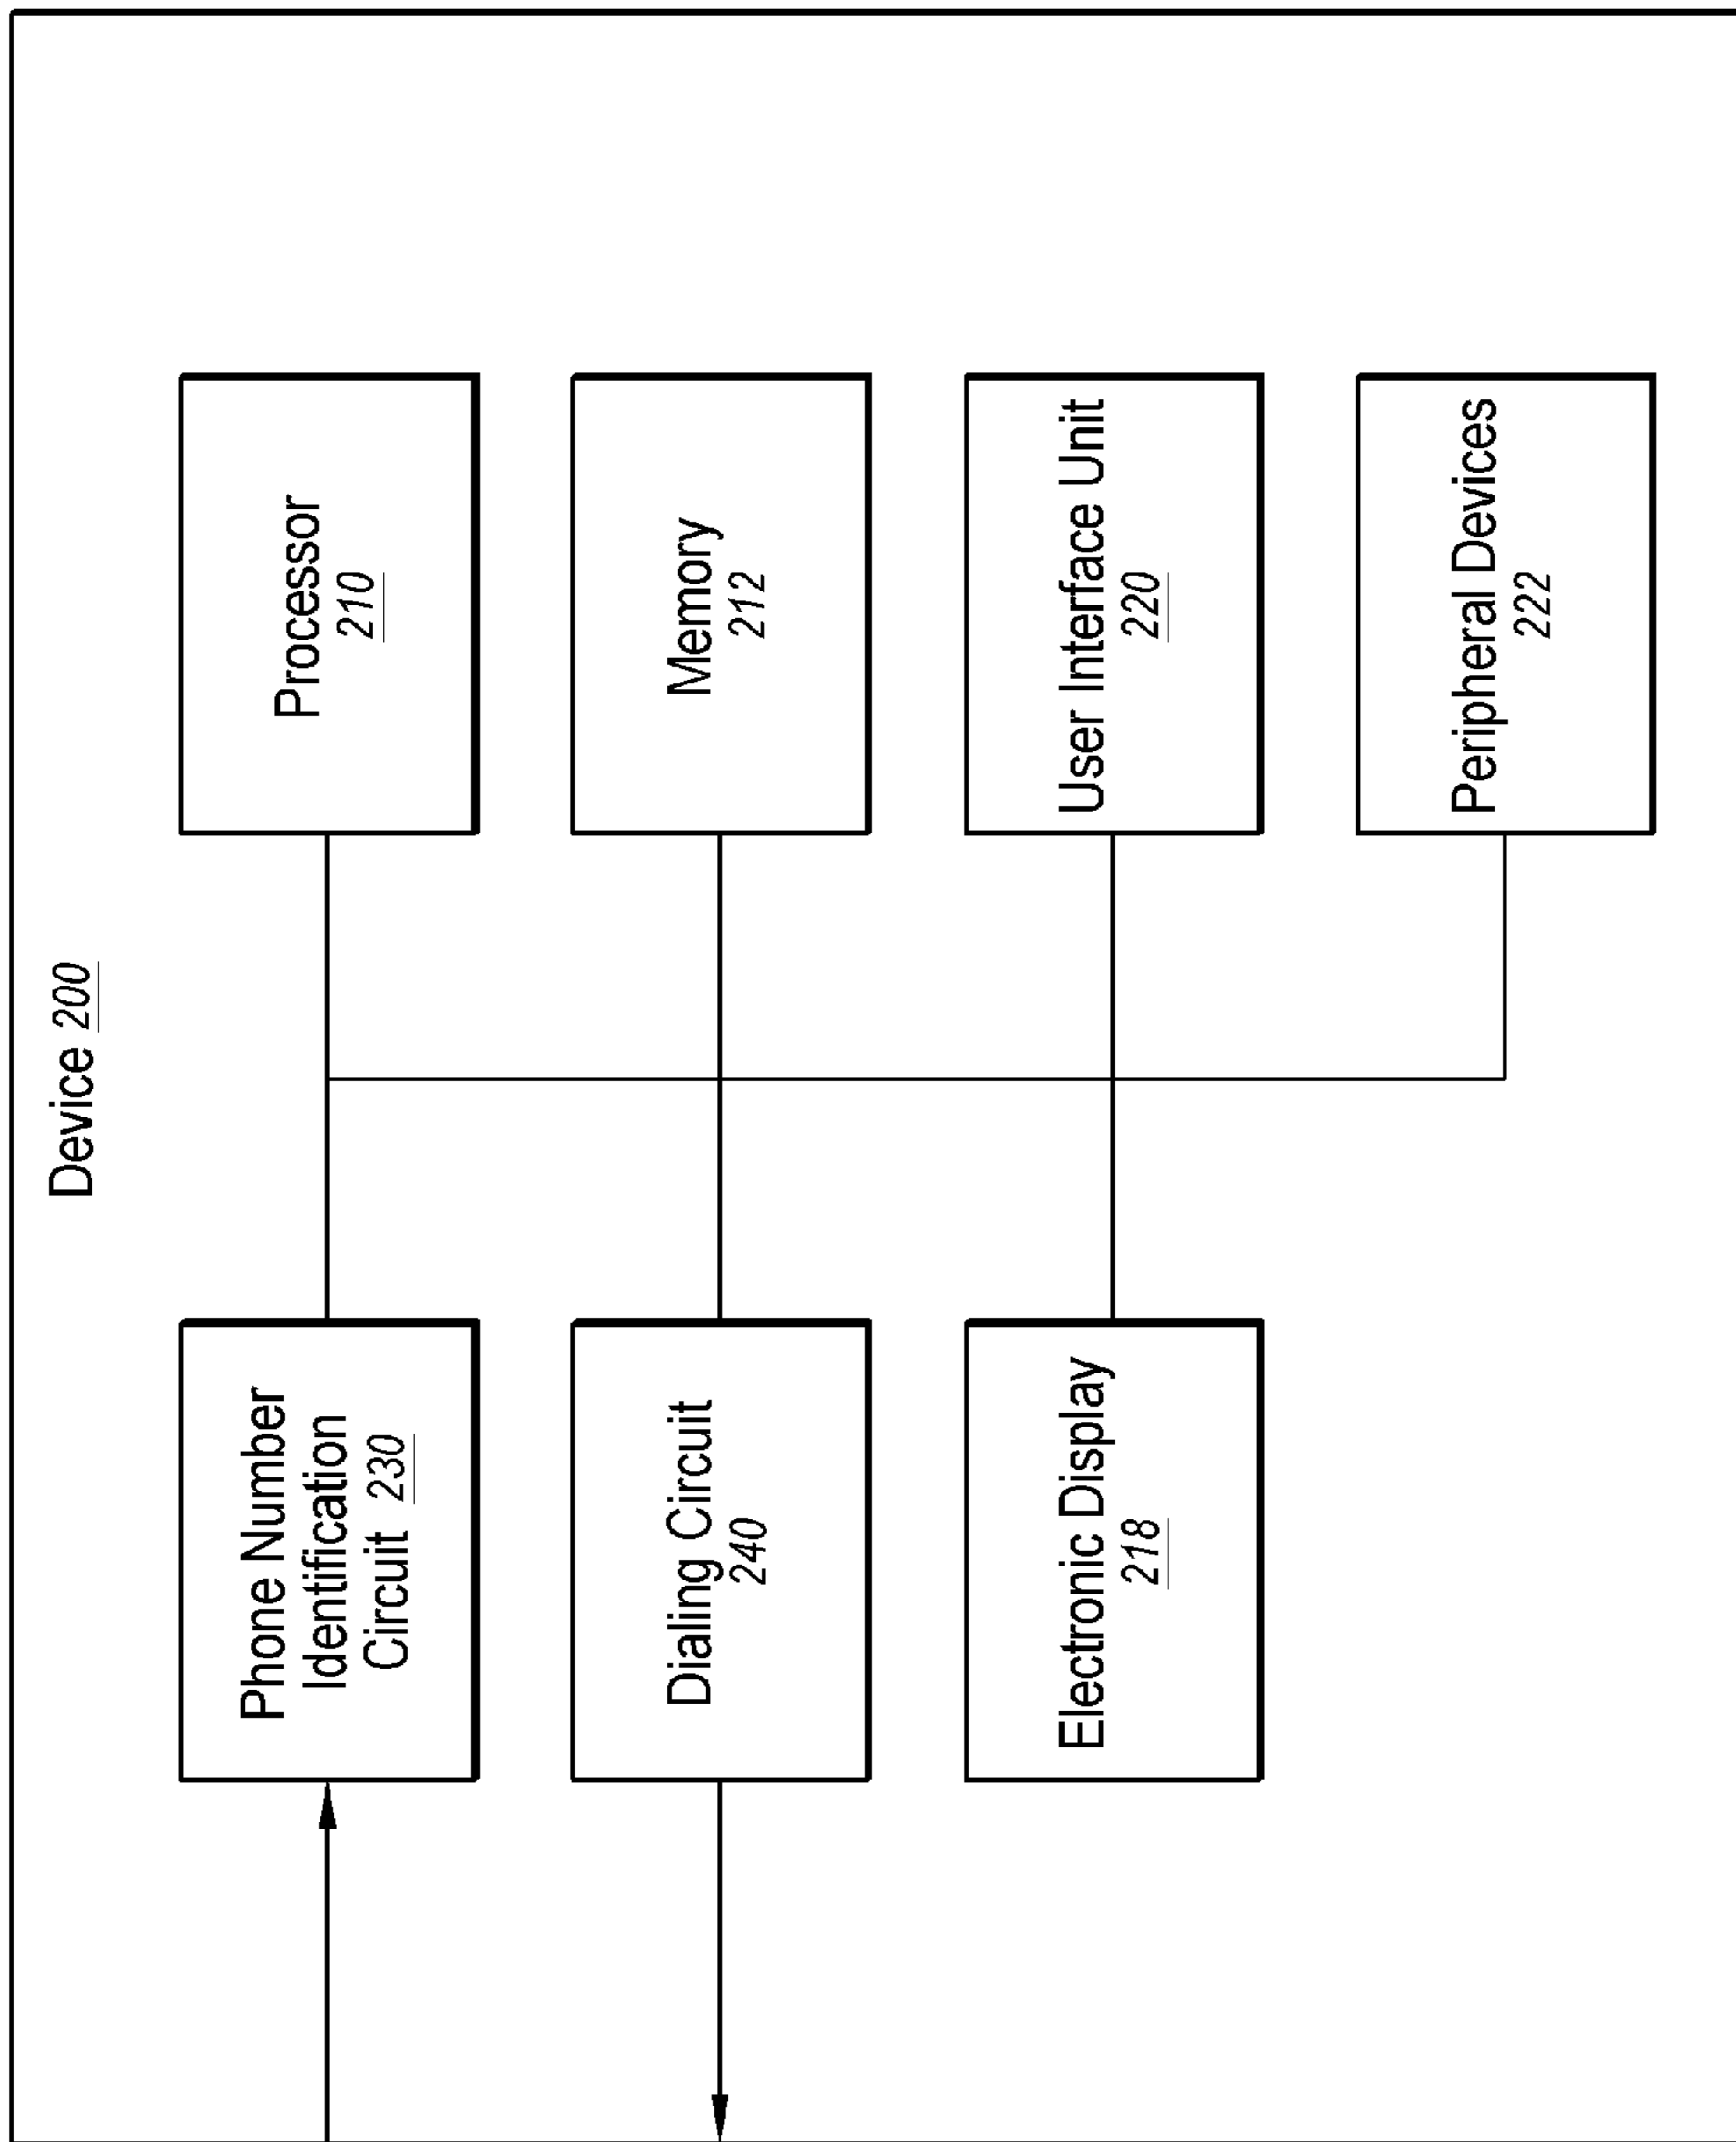 Device 200
Phone Number
Identification
Circuit 230
Processor
210
Dialing Circuit
240
Memory
212
Electronic Display
218
User Interface Unit
220
Peripheral Devices
222